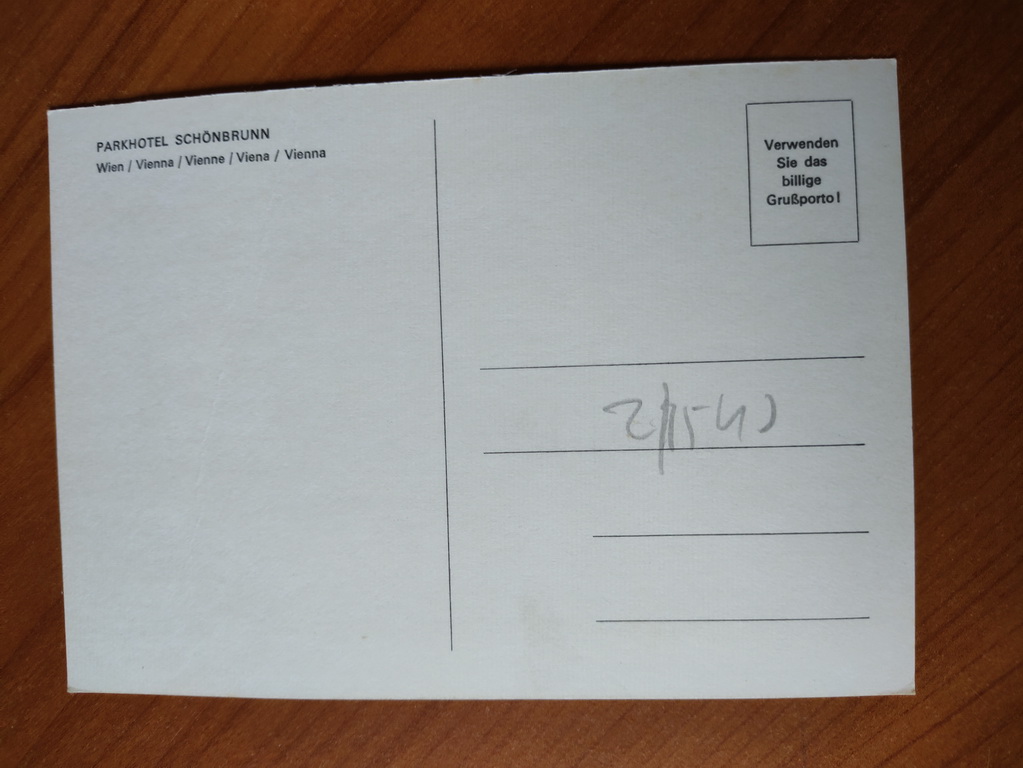 PARKHOTEL SCHÖNBRUNN
Wien / Vienna / Vienne / Viena / Vienna
Verwenden
Sie das
billige
Grußporto!